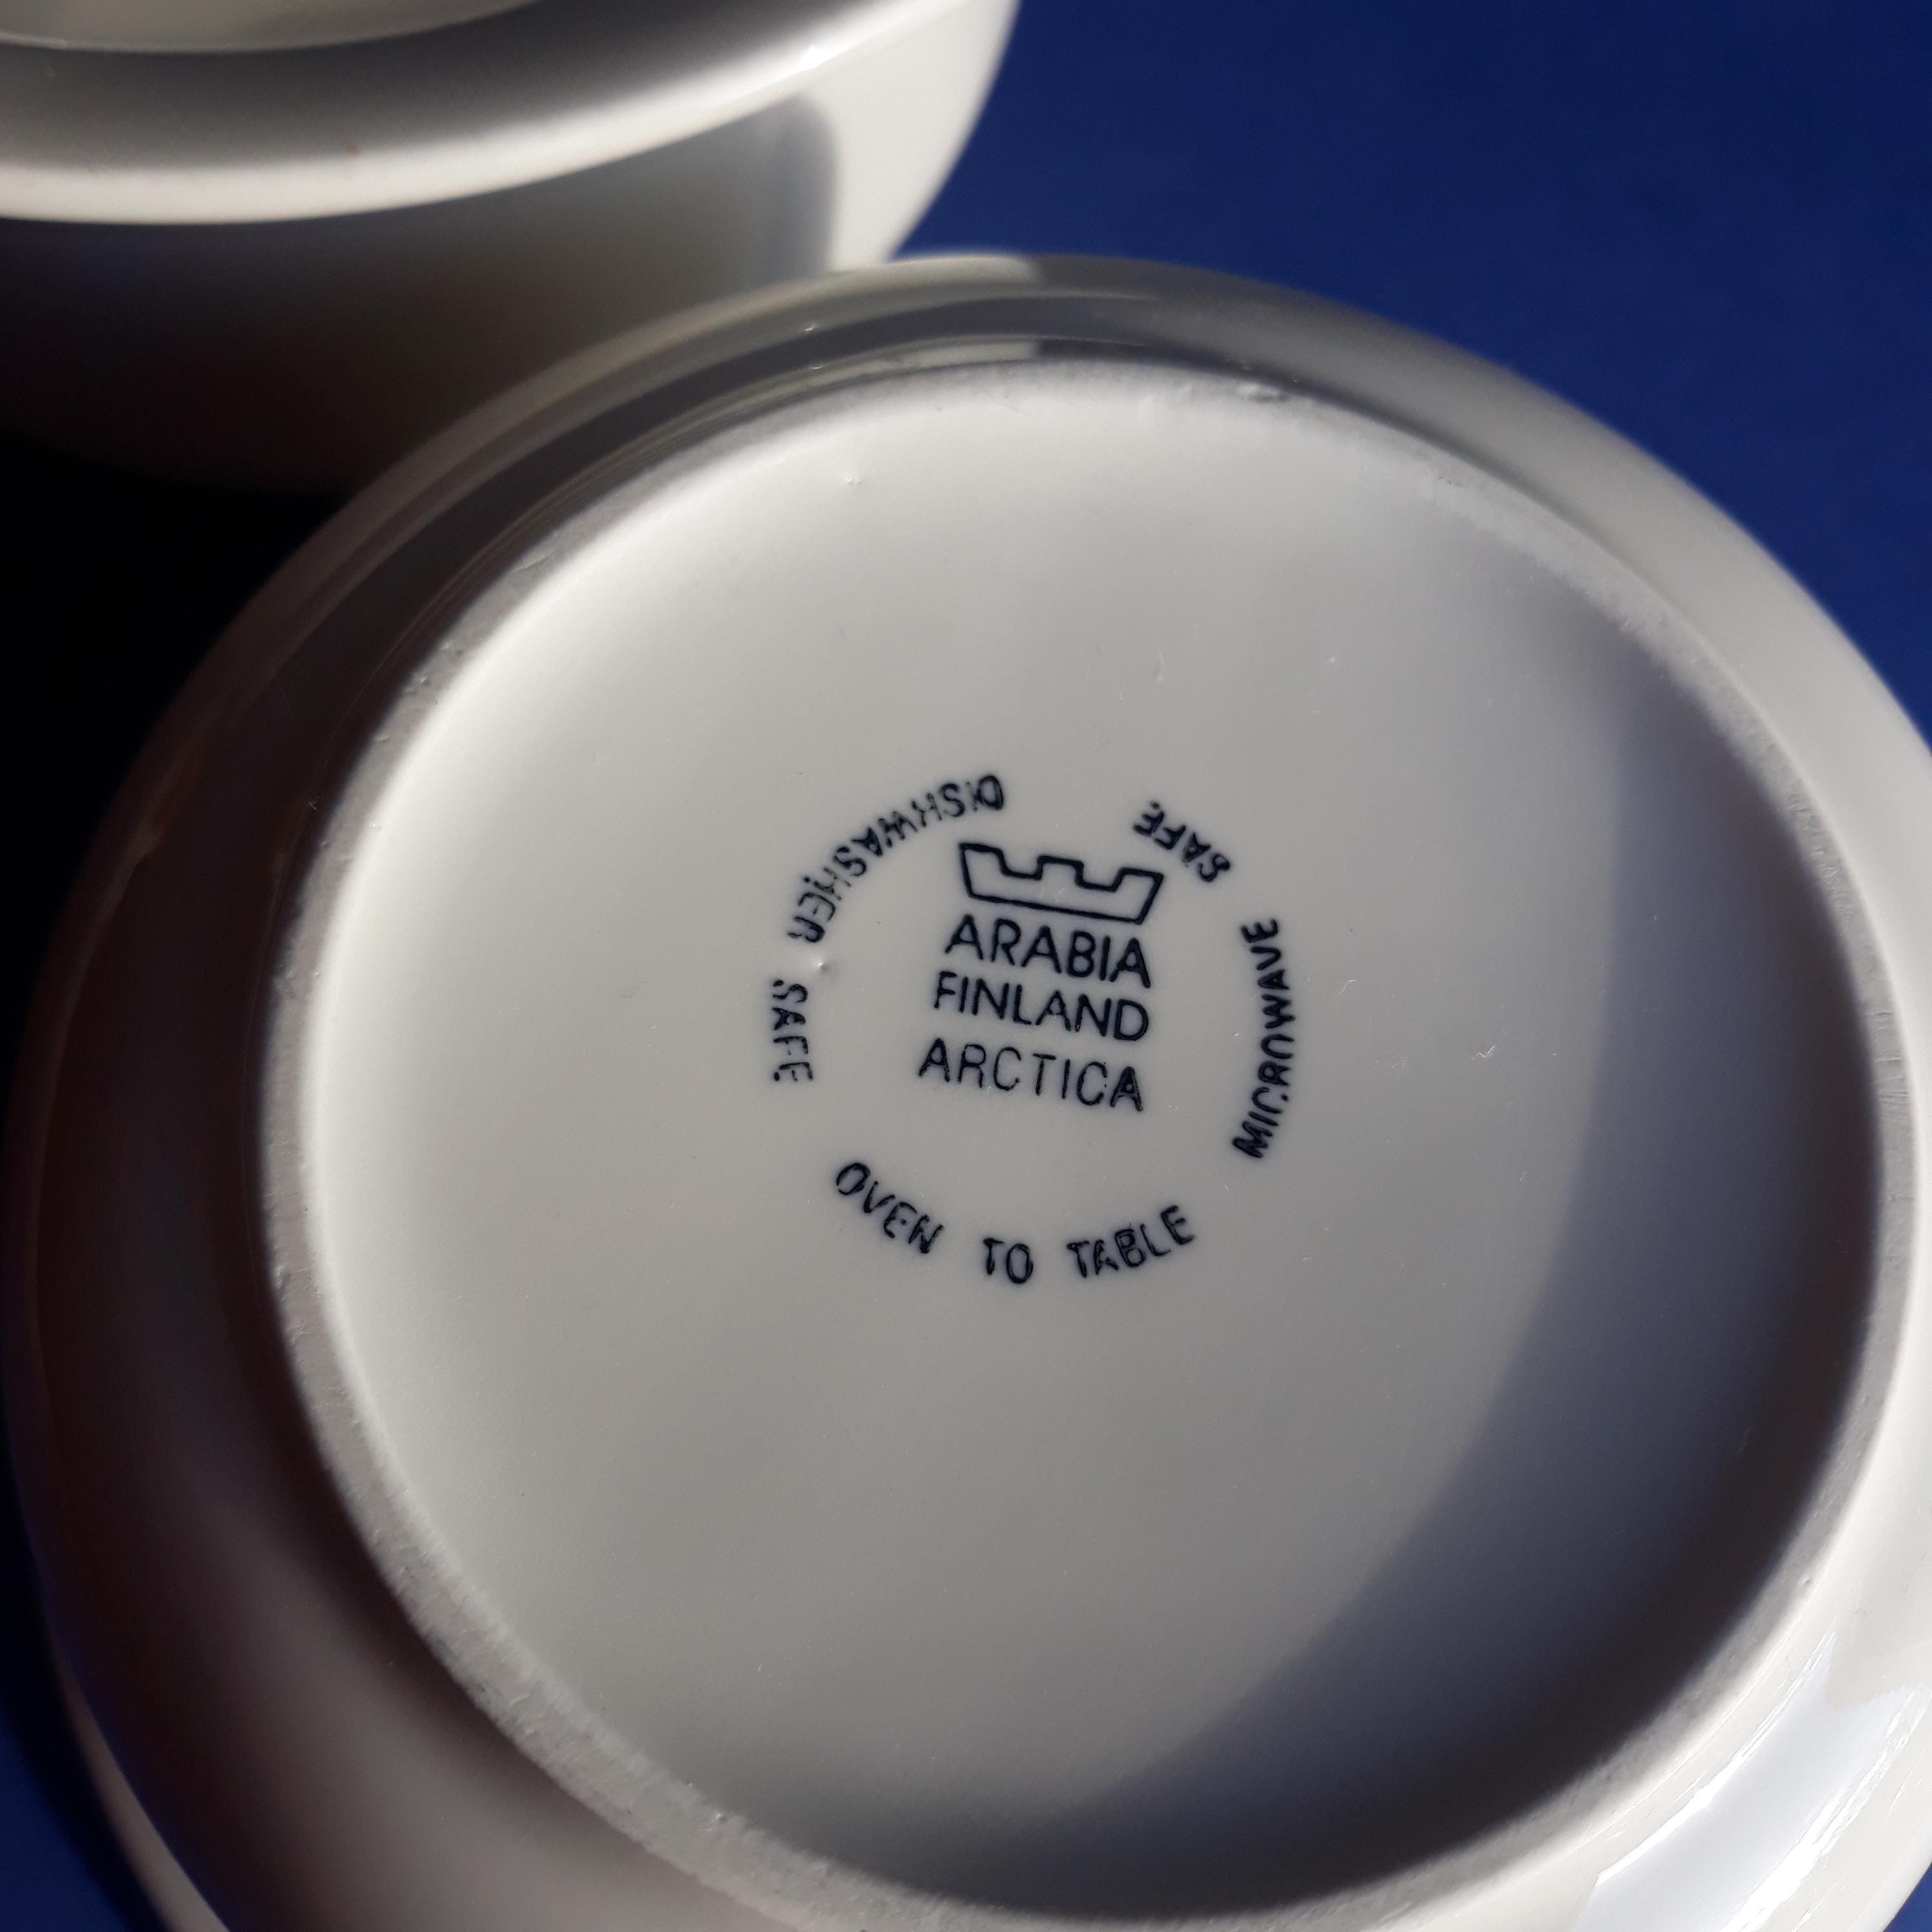 ARABIA
FINLAND
ARCTICA
DISHWASHER SAFE
OVEN TO TABLE
MICROWAVE SAFE